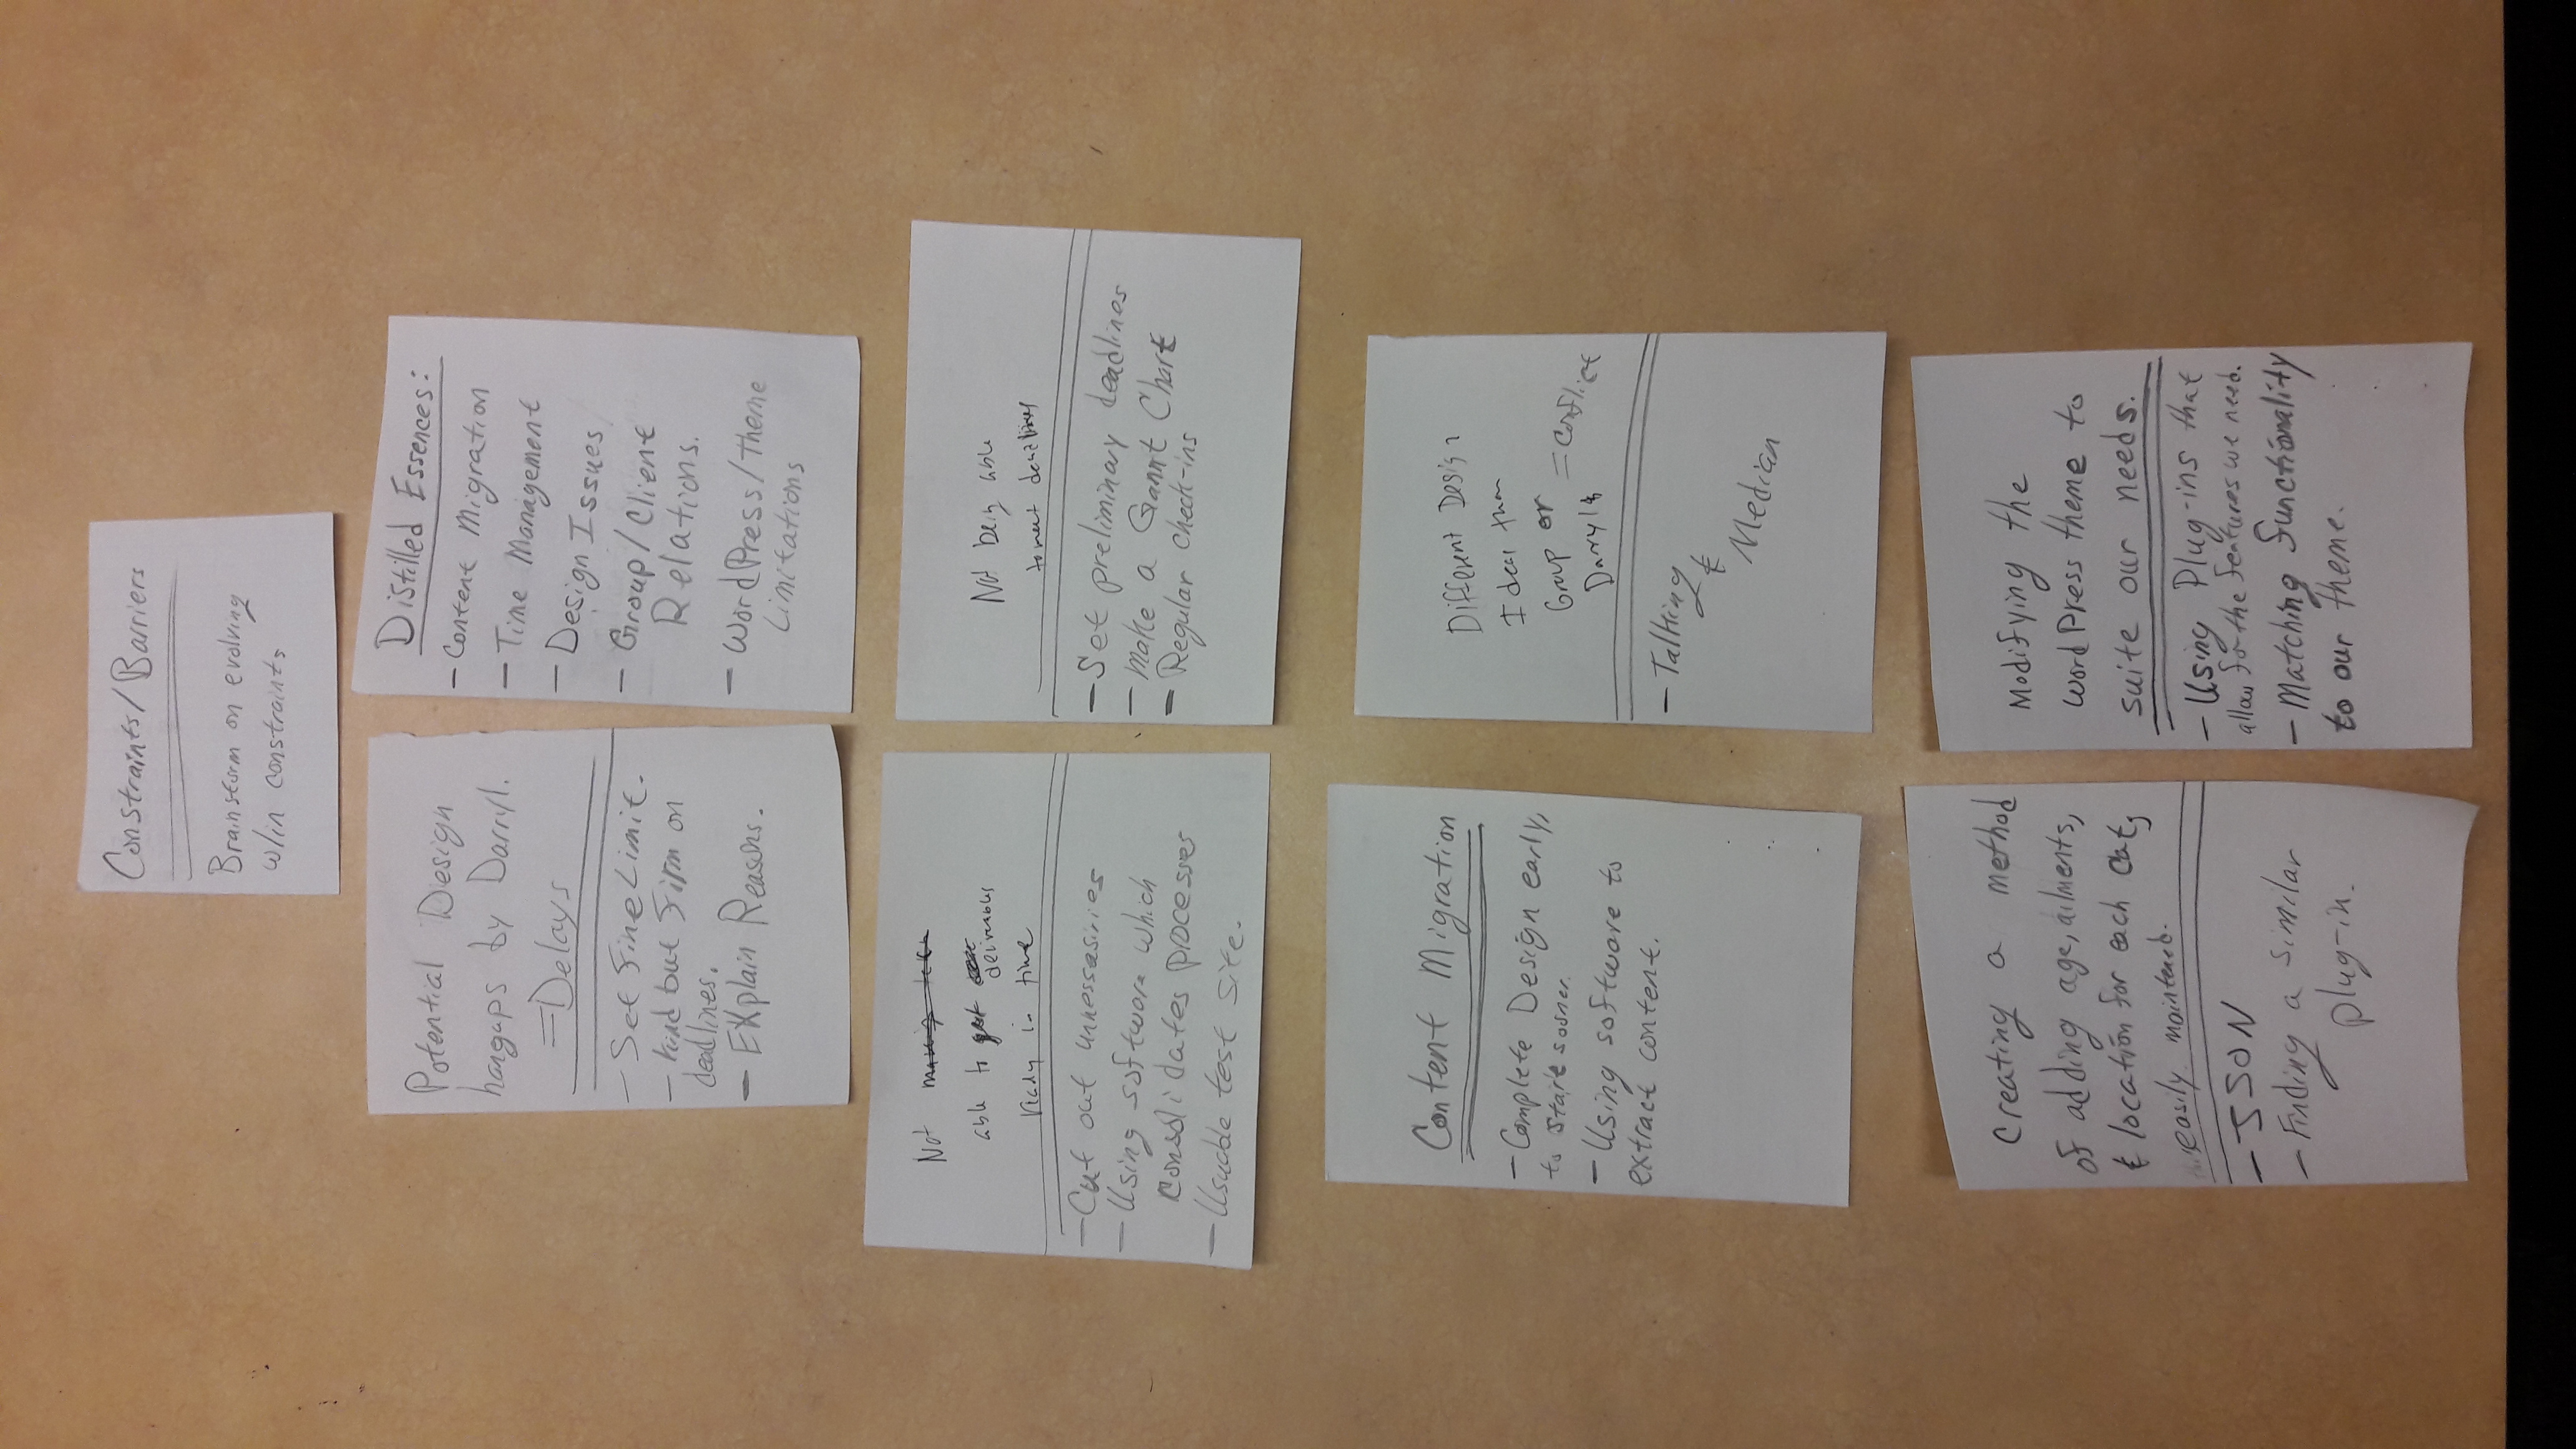 Constraints/Barriers
Brainstorm on evolving
w/in constraints
Potential Design
hangups by Darryl.
=Delays
- Set fine Limit.
- Kind but firm on
deadlines.
- Explain Reasons.
Distilled Essences:
- Content Migration
- Time Management
- Design Issues
- Group/Client
Relations.
- WordPress/theme
Limitations
Not
able to get deliverables
ready in time
- Cut out unnessasiries
- Using software which
consolidates processes
- Usable test site.
Not being able
to meet deadlines
- Set preliminary deadlines
- Make a Gannt Chart
- Regular check-ins
Content Migration
- Complete Design early,
to start sooner.
- Using software to
extract content.
Different Design
Ideas than
Group or
Darryl's = Conflict
- Talking
&
Median
Creating a method
of adding age, ailments,
& location for each cat,
easily maintened.
- JSON
- Finding a similar
plug-in.
Modifying the
WordPress theme to
suite our needs.
- Using Plug-ins that
allow for the features we need.
- Matching functionality
to our theme.